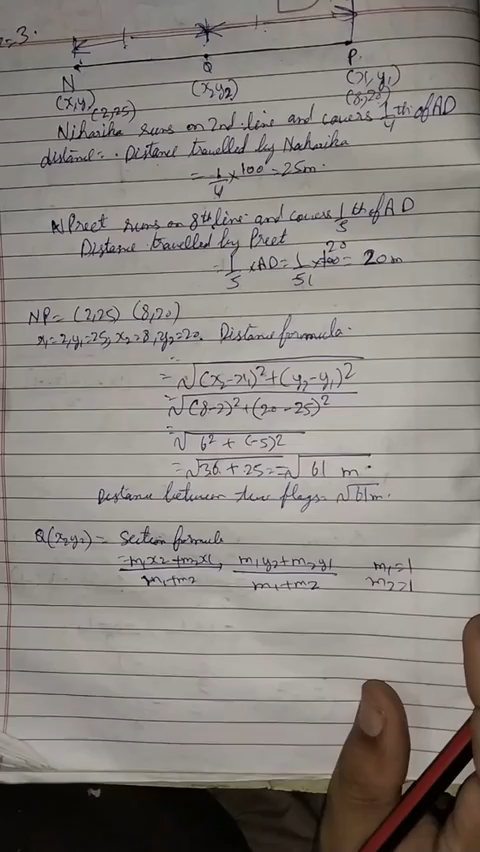 =3.
1 1
N Q P
(x,y) (2,25) (x,y2) (x,y1) (8,20)
Niharika runs on 2nd line and covers 1/4 th of AD
distance. Distance travelled by Naharika
= 1/4 x 100 = 25m.
Preet runs on 8th line and covers 1/5 th of AD
Distance travelled by Preet
= 1/5 x AD = 1/5 x 100 = 20m
NP = (2,25) (8,20)
x1=2, y1=25, x2=8, y2=20. Distance formula
= √(x2-x1)²+(y2-y1)²
= √(8-2)²+(20-25)²
= √6² + (-5)²
= √36 + 25 = √61 m.
Distance between two flags = √61m.
Q(x2y2) = Section formula
= m1x2 + m2x1 / m1+m2, m1y2+m2y1 / m1+m2 m1=1 m2=1